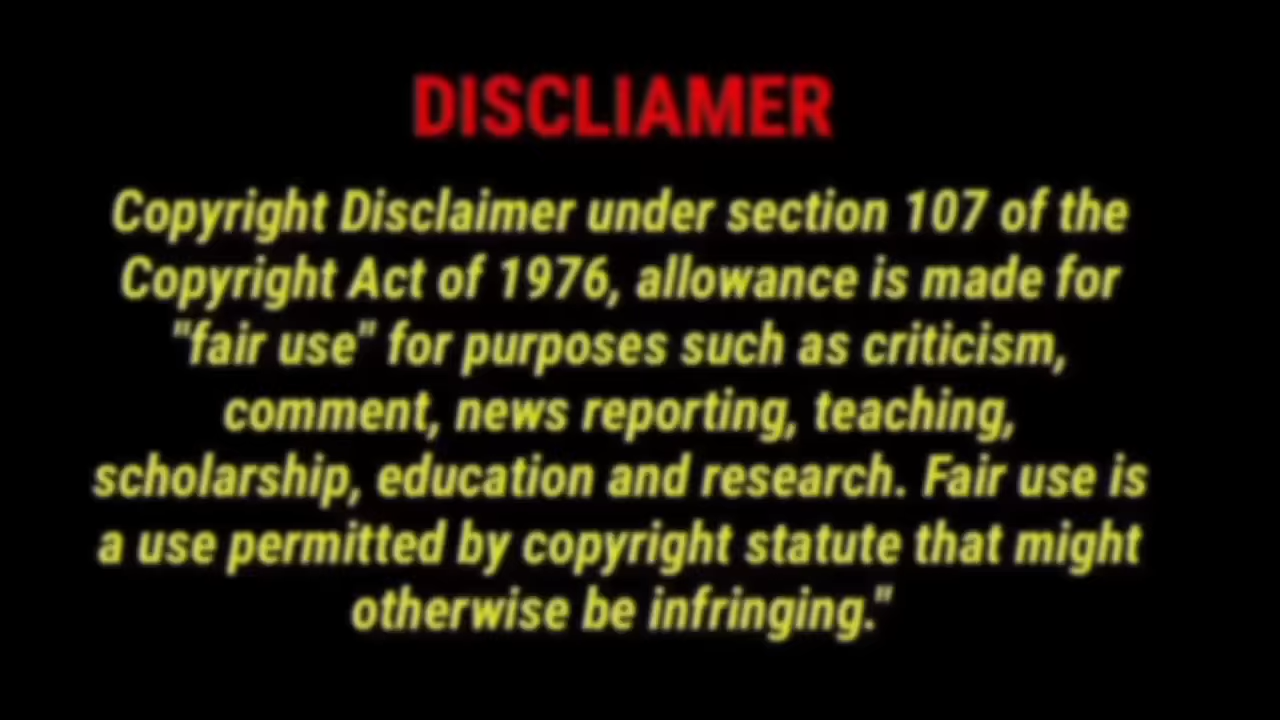 DISCLIAMER
Copyright Disclaimer under section 107 of the
Copyright Act of 1976, allowance is made for
"fair use" for purposes such as criticism,
comment, news reporting, teaching,
scholarship, education and research. Fair use is
a use permitted by copyright statute that might
otherwise be infringing."